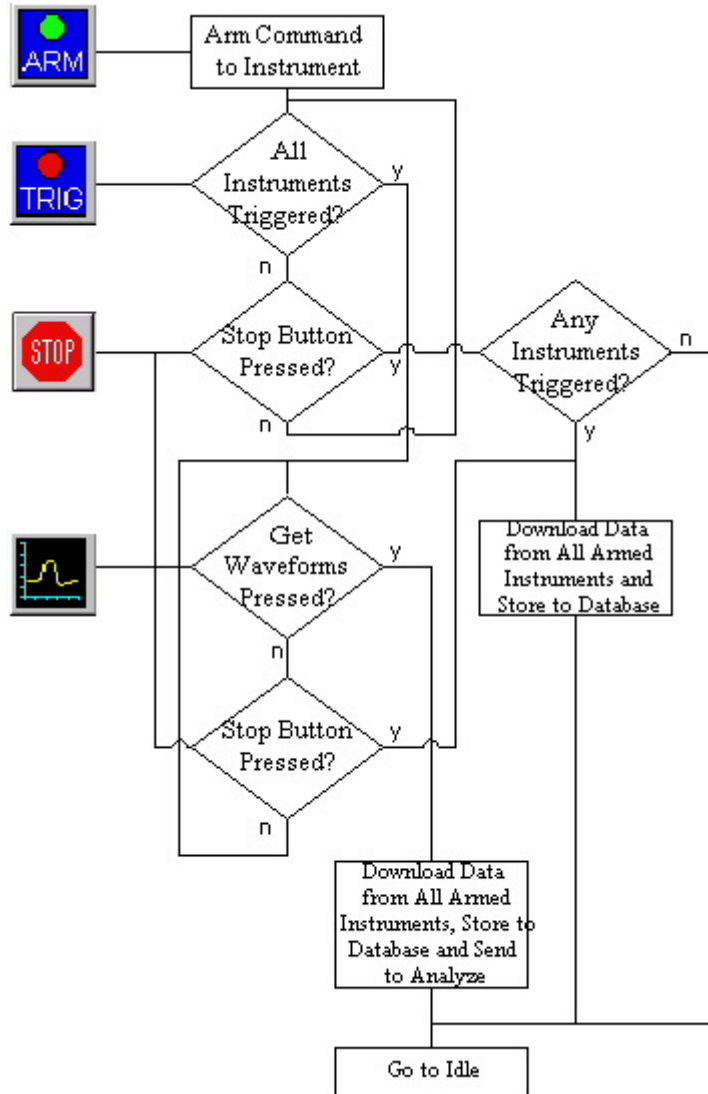 ARM
Arm Command
to Instrument
TRIG
All
Instruments
Triggered?
y
n
STOP
Stop Button
Pressed?
y
n
Any
Instruments
Triggered?
n
y
Get
Waveforms
Pressed?
y
n
Download Data
from All Armed
Instruments and
Store to Database
Stop Button
Pressed?
y
n
Download Data
from All Armed
Instruments, Store to
Database and Send
to Analyze
Go to Idle